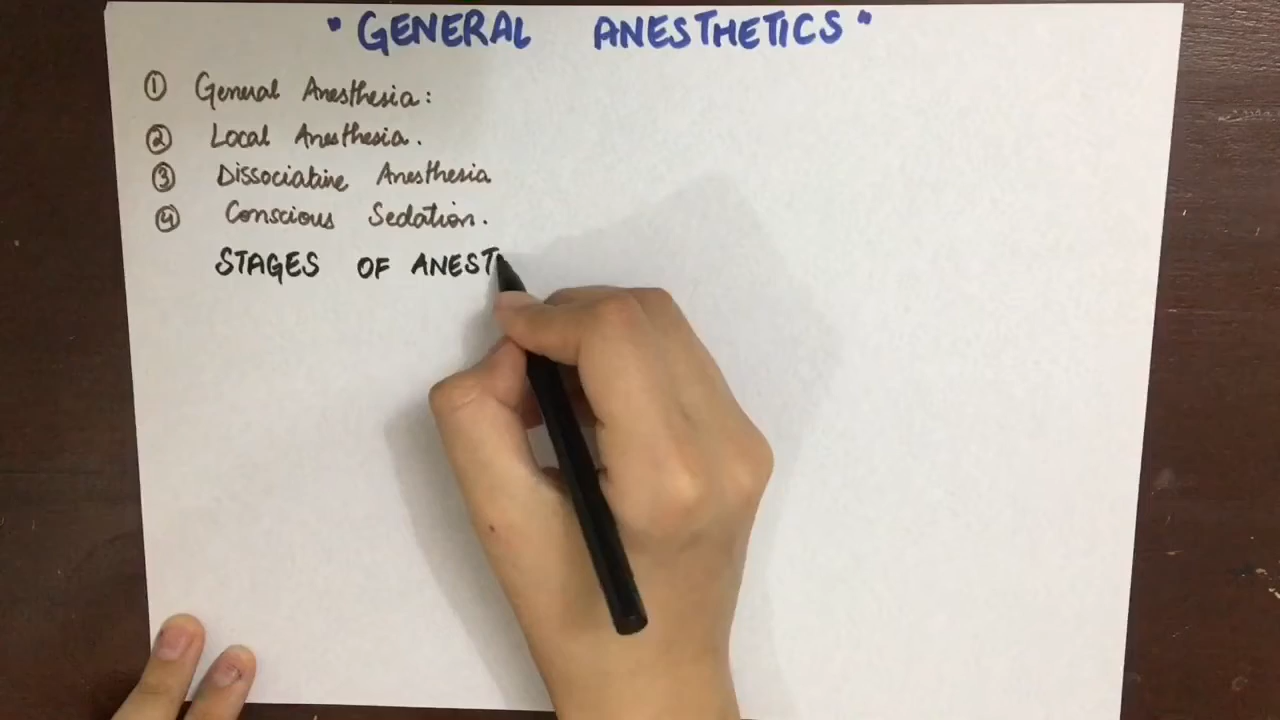 "GENERAL ANESTHETICS"
① General Anesthesia:
② Local Anesthesia.
③ Dissociative Anesthesia
④ Conscious Sedation.
STAGES OF ANEST